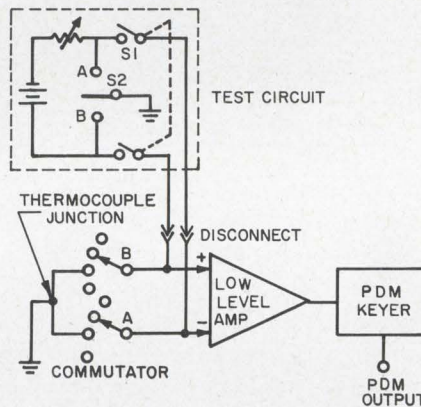 S1
A
S2
B
TEST CIRCUIT
THERMOCOUPLE
JUNCTION
DISCONNECT
B
+
LOW
LEVEL
AMP
A
−
COMMUTATOR
PDM
KEYER
PDM
OUTPUT